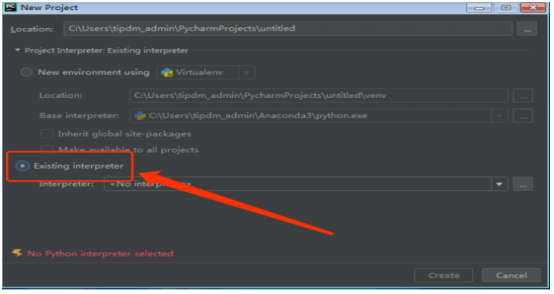 PC New Project
Location: C:\Users\tipdm_admin\PycharmProjects\untitled ...
Project Interpreter: Existing interpreter
New environment using Virtualenv
Location: C:\Users\tipdm_admin\PycharmProjects\untitled\venv ...
Base interpreter: C:\Users\tipdm_admin\Anaconda3\python.exe ...
Inherit global site-packages
Make available to all projects
Existing interpreter
Interpreter: <No interpreter> ...
No Python interpreter selected
Create Cancel